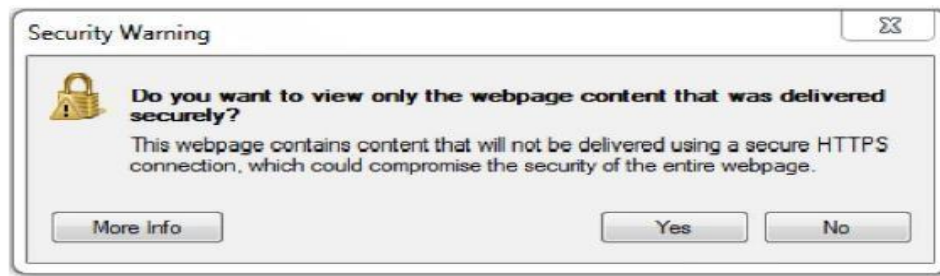 Security Warning
Do you want to view only the webpage content that was delivered
securely?
This webpage contains content that will not be delivered using a secure HTTPS
connection, which could compromise the security of the entire webpage.
More Info Yes No